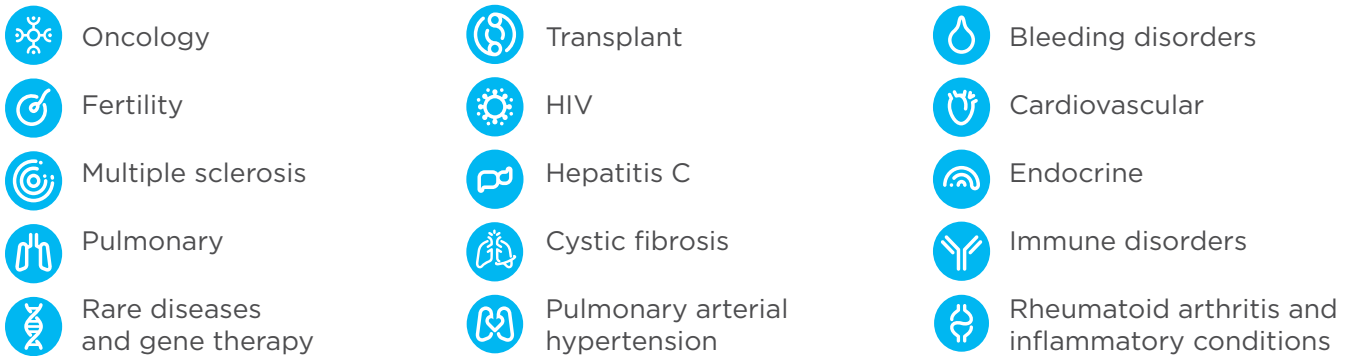 Oncology
Fertility
Multiple sclerosis
Pulmonary
Rare diseases
and gene therapy
Transplant
HIV
Hepatitis C
Cystic fibrosis
Pulmonary arterial
hypertension
Bleeding disorders
Cardiovascular
Endocrine
Immune disorders
Rheumatoid arthritis and
inflammatory conditions